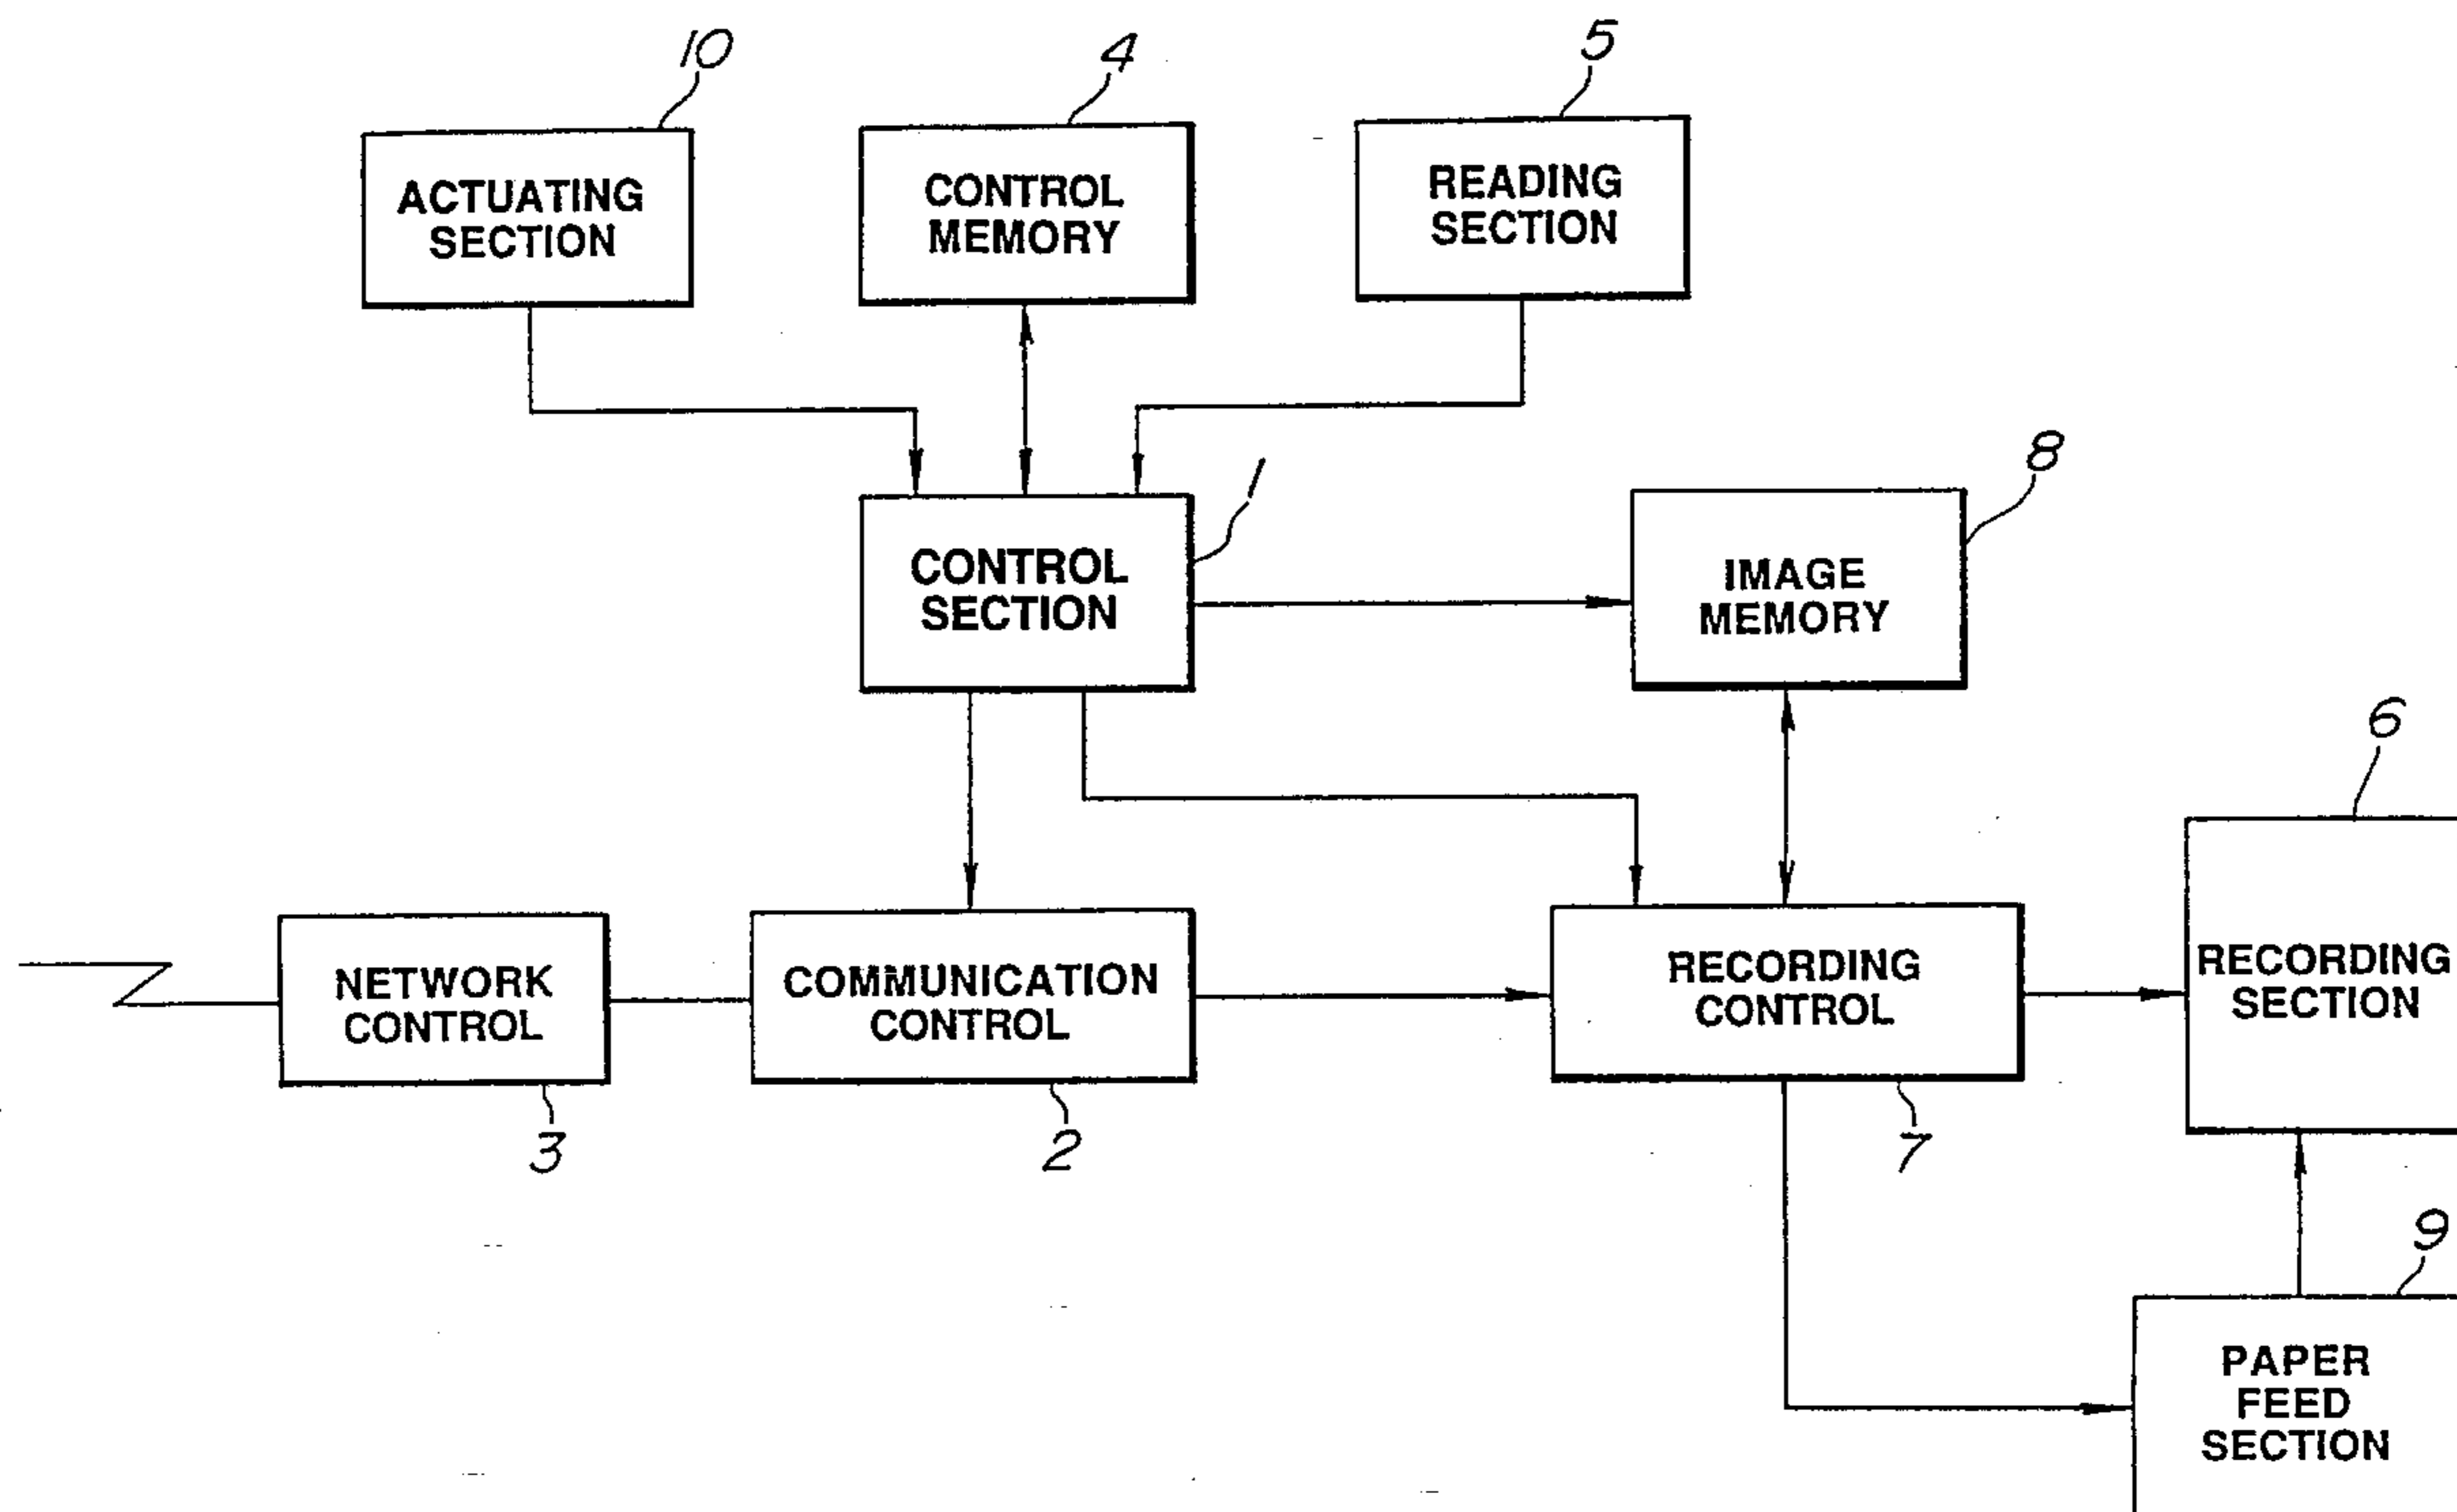 10
4
5
ACTUATING
SECTION
CONTROL
MEMORY
READING
SECTION
1
8
CONTROL
SECTION
IMAGE
MEMORY
6
NETWORK
CONTROL
COMMUNICATION
CONTROL
RECORDING
CONTROL
RECORDING
SECTION
3
2
7
9
PAPER
FEED
SECTION